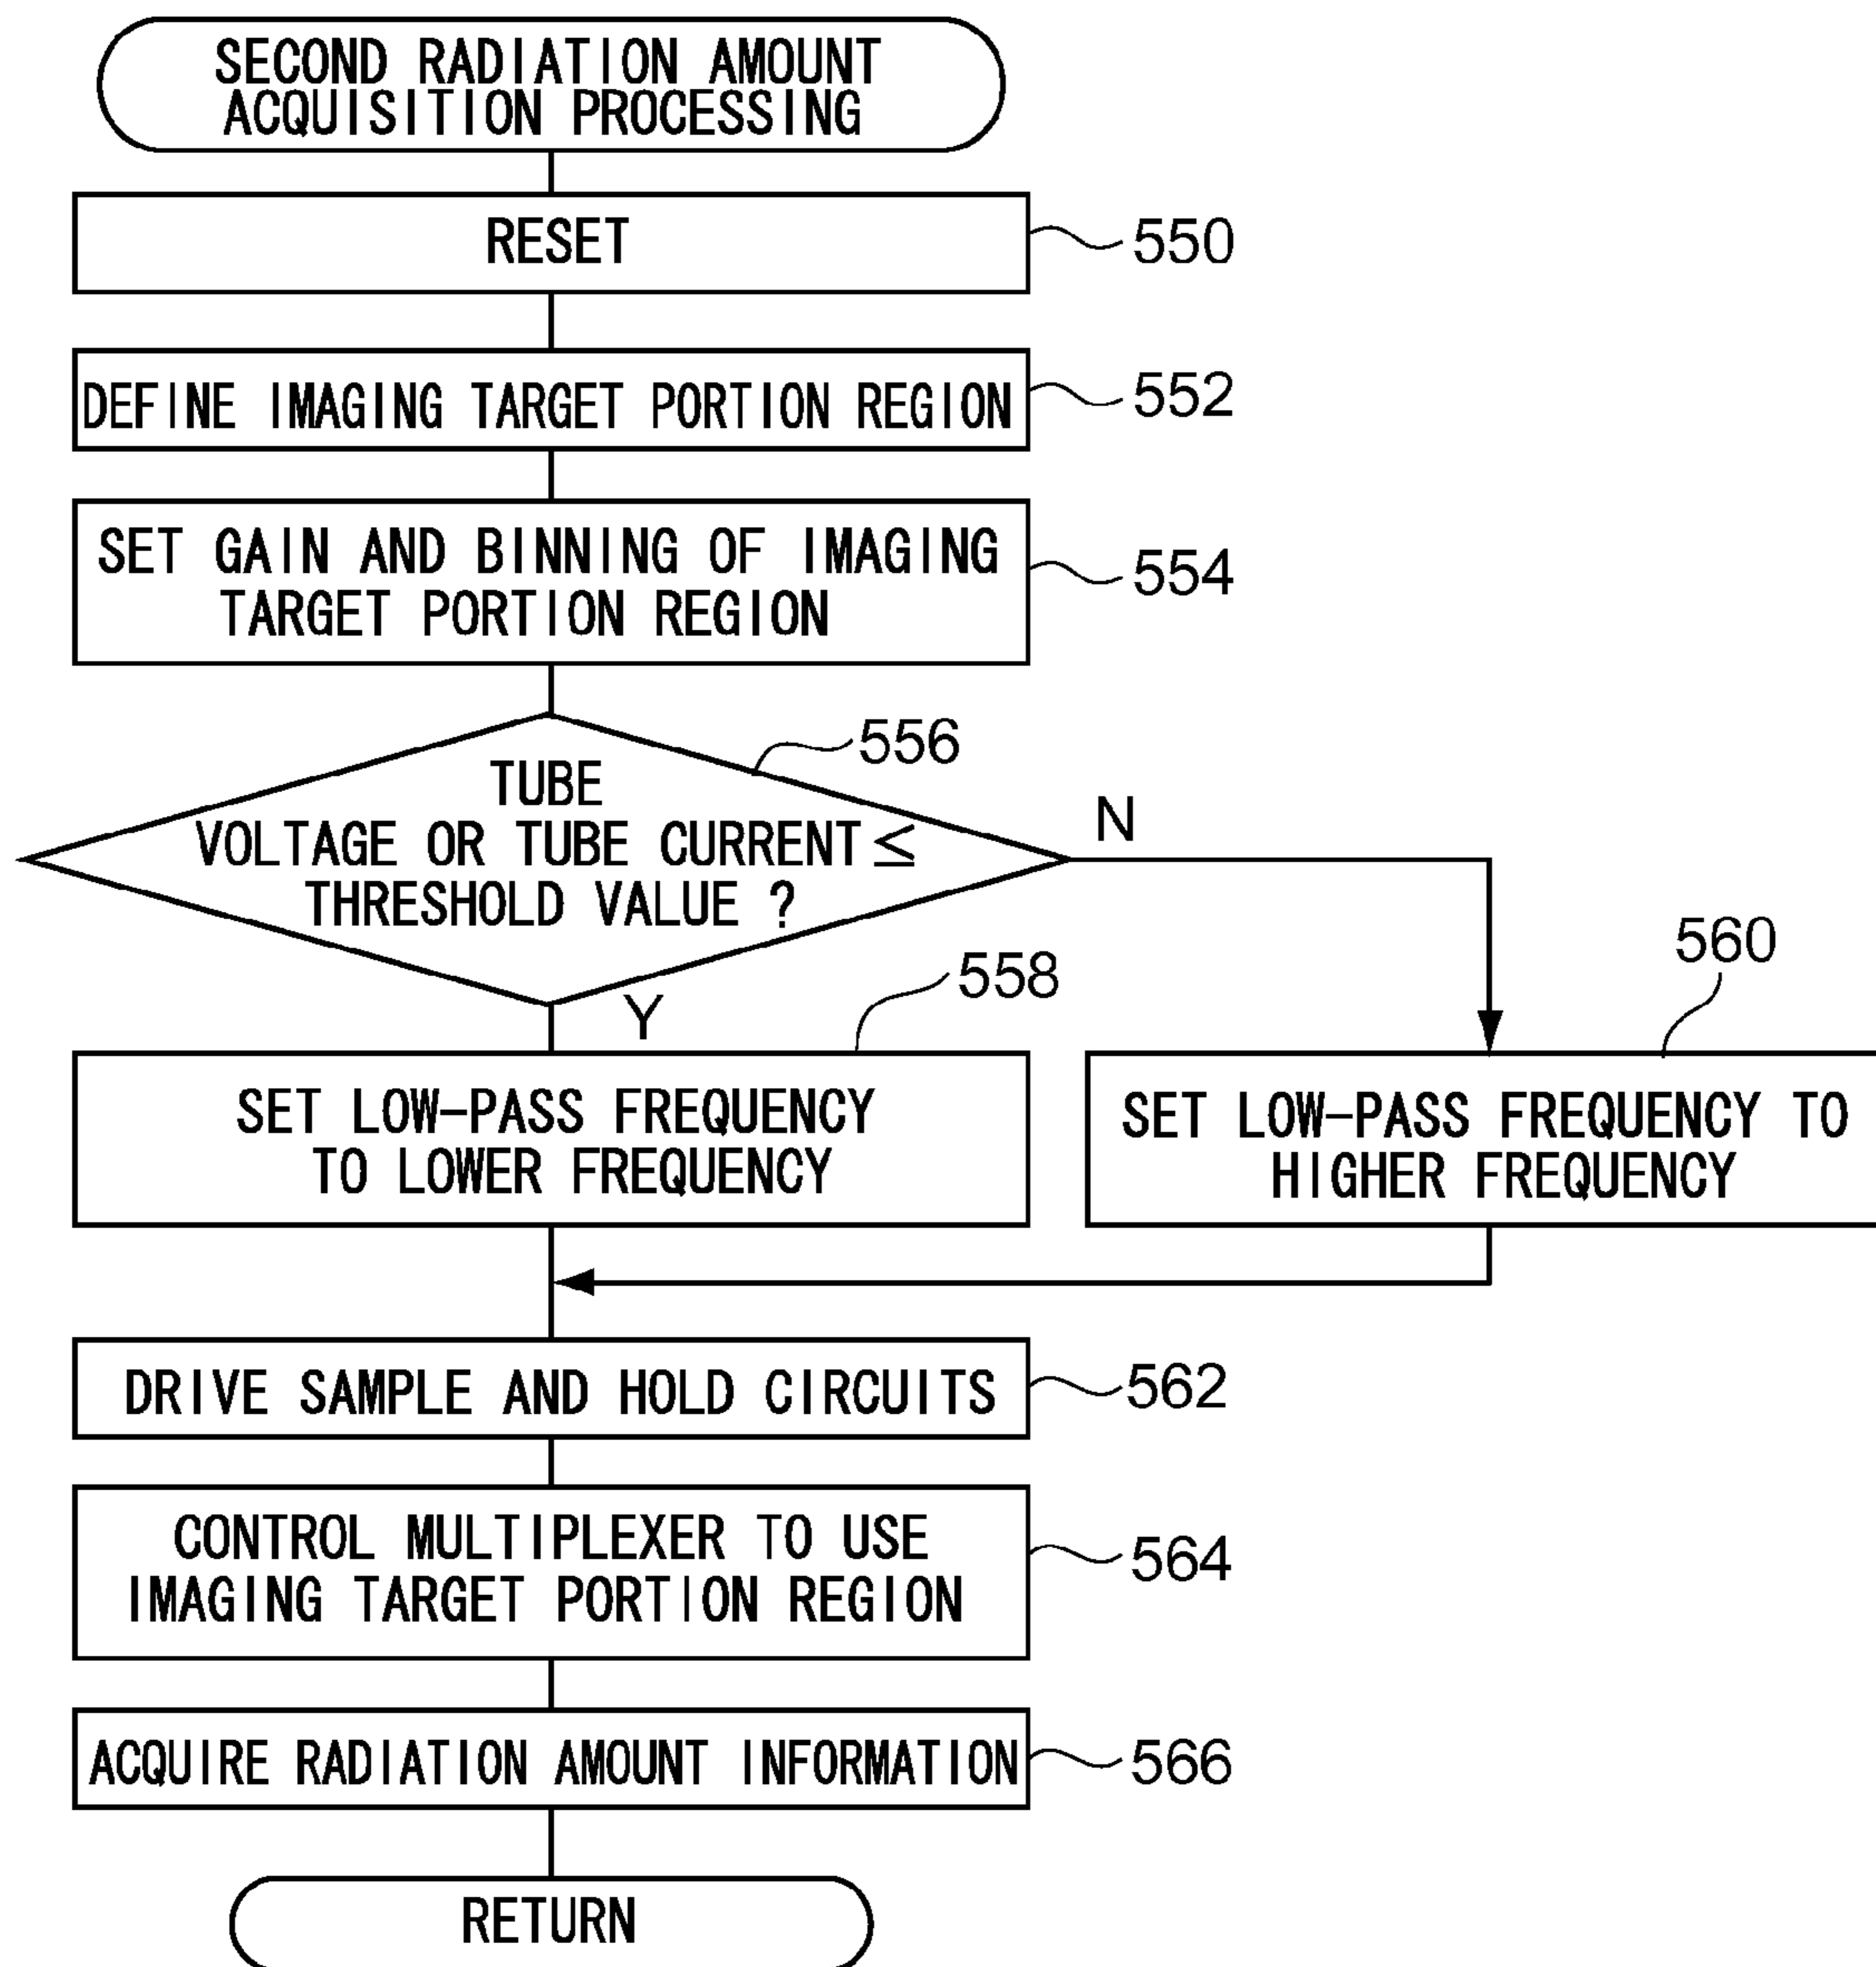 SECOND RADIATION AMOUNT
ACQUISITION PROCESSING
RESET
550
DEFINE IMAGING TARGET PORTION REGION
552
SET GAIN AND BINNING OF IMAGING
TARGET PORTION REGION
554
556
TUBE
VOLTAGE OR TUBE CURRENT ≤
THRESHOLD VALUE ?
N
Y
558
560
SET LOW-PASS FREQUENCY
TO LOWER FREQUENCY
SET LOW-PASS FREQUENCY TO
HIGHER FREQUENCY
DRIVE SAMPLE AND HOLD CIRCUITS
562
CONTROL MULTIPLEXER TO USE
IMAGING TARGET PORTION REGION
564
ACQUIRE RADIATION AMOUNT INFORMATION
566
RETURN